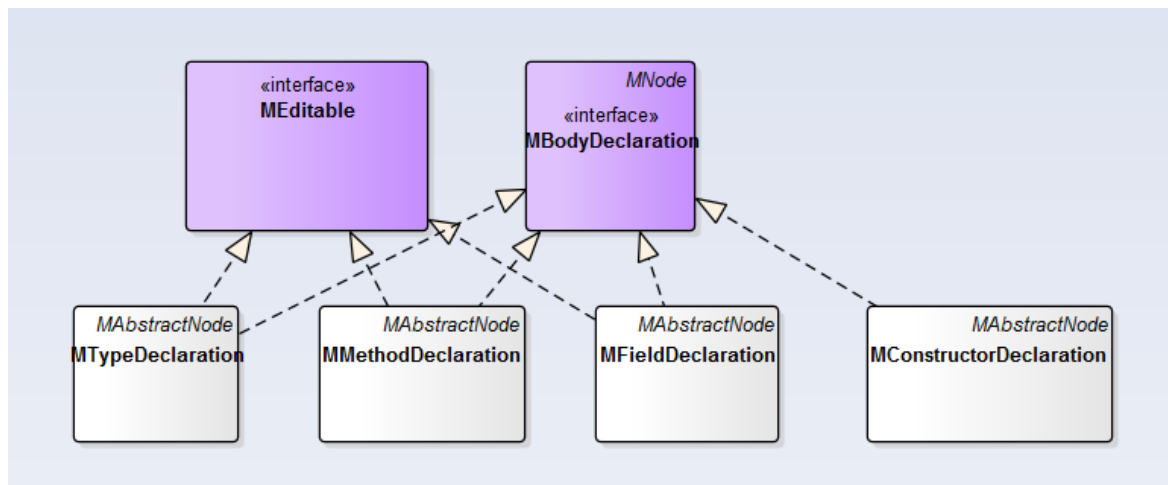 «interface»
MEditable
MNode
«interface»
MBodyDeclaration
MAbstractNode
MTypeDeclaration
MAbstractNode
MMethodDeclaration
MAbstractNode
MFieldDeclaration
MAbstractNode
MConstructorDeclaration